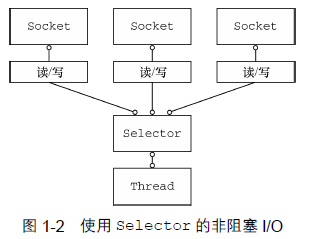 Socket Socket Socket
读/写 读/写 读/写
Selector
Thread
图 1-2 使用 Selector 的非阻塞 I/O